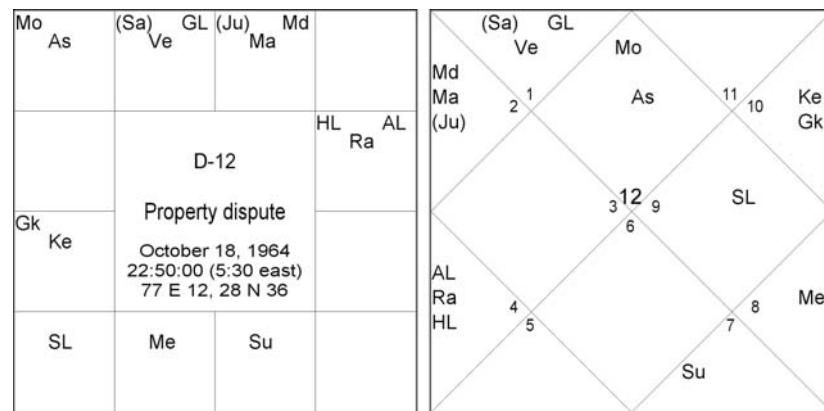 Mo
As
(Sa) GL
Ve
(Ju) Md
Ma
HL AL
Ra
D-12
Property dispute
October 18, 1964
22:50:00 (5:30 east)
77 E 12, 28 N 36
Gk
Ke
SL
Me
Su
(Sa) GL
Ve
Mo
Md
Ma
(Ju)
As
1
2
11
10
Ke
Gk
12
3
9
6
SL
AL
Ra
HL
4
5
8
7
Me
Su